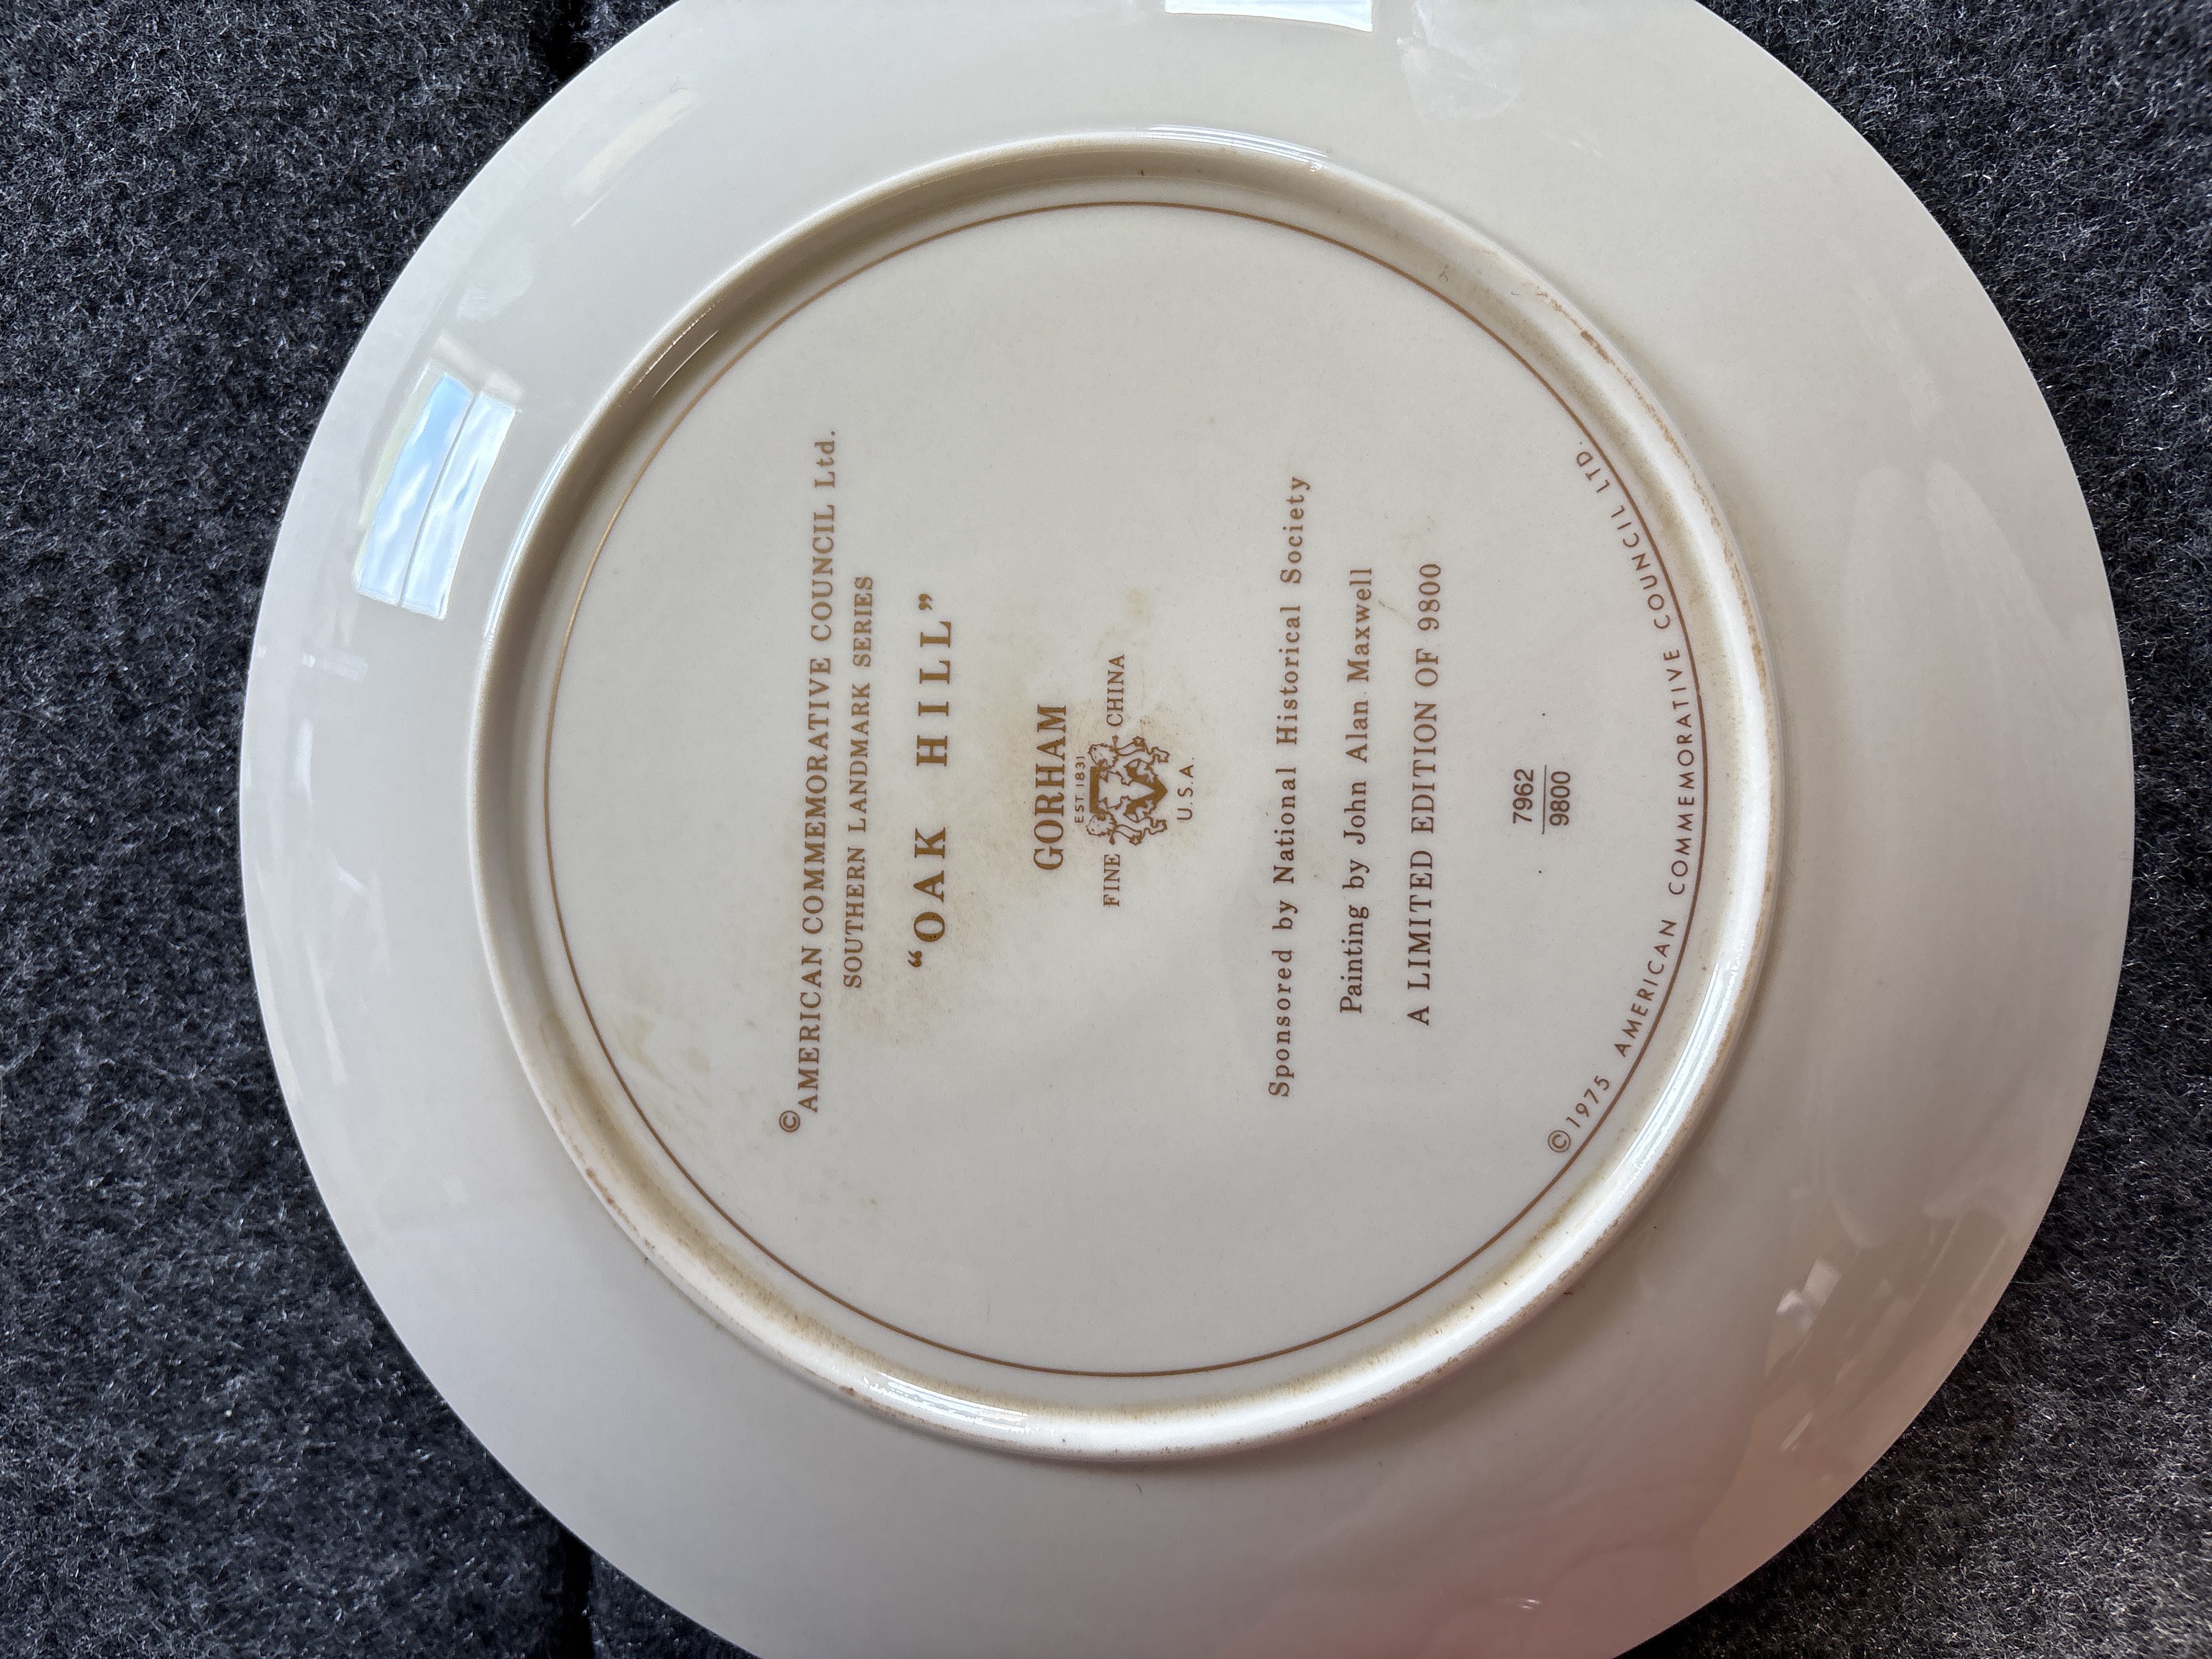 © AMERICAN COMMEMORATIVE COUNCIL Ltd.
SOUTHERN LANDMARK SERIES
“OAK HILL”
GORHAM
EST 1831
FINE CHINA
U.S.A.
Sponsored by National Historical Society
Painting by John Alan Maxwell
A LIMITED EDITION OF 9800
7962
9800
© 1975 AMERICAN COMMEMORATIVE COUNCIL LTD.